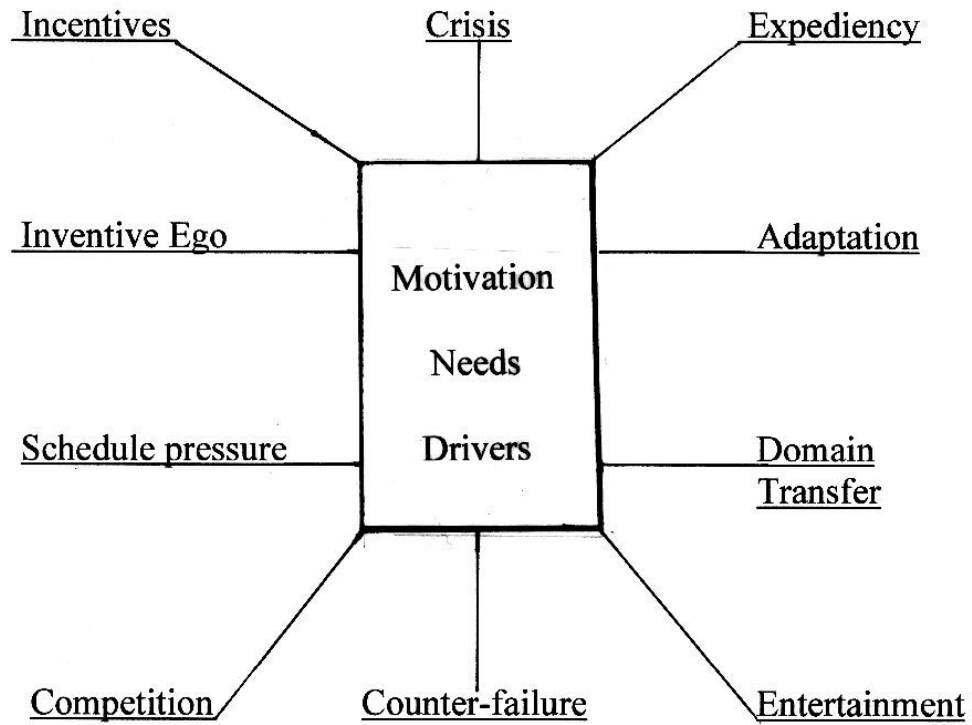 Incentives
Crisis
Expediency
Inventive Ego
Adaptation
Motivation
Needs
Drivers
Schedule pressure
Domain
Transfer
Competition
Counter-failure
Entertainment